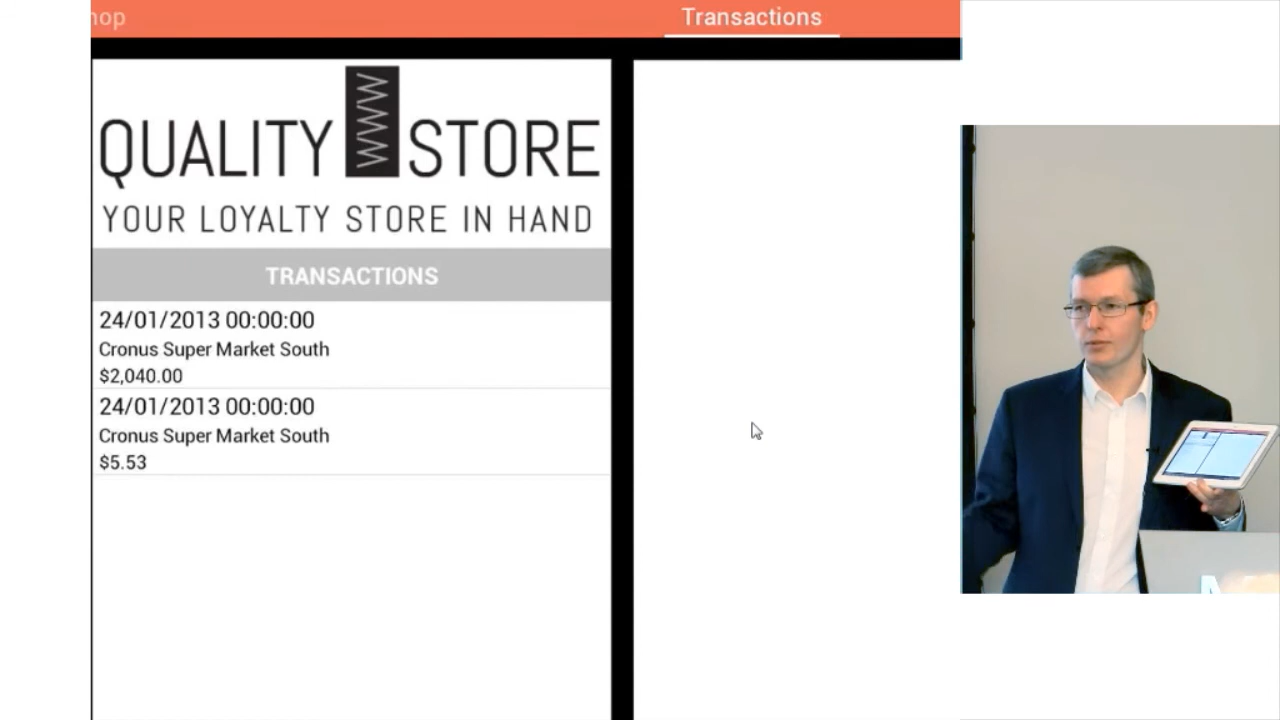 hop
Transactions
QUALITY STORE
YOUR LOYALTY STORE IN HAND
TRANSACTIONS
24/01/2013 00:00:00
Cronus Super Market South
$2,040.00
24/01/2013 00:00:00
Cronus Super Market South
$5.53